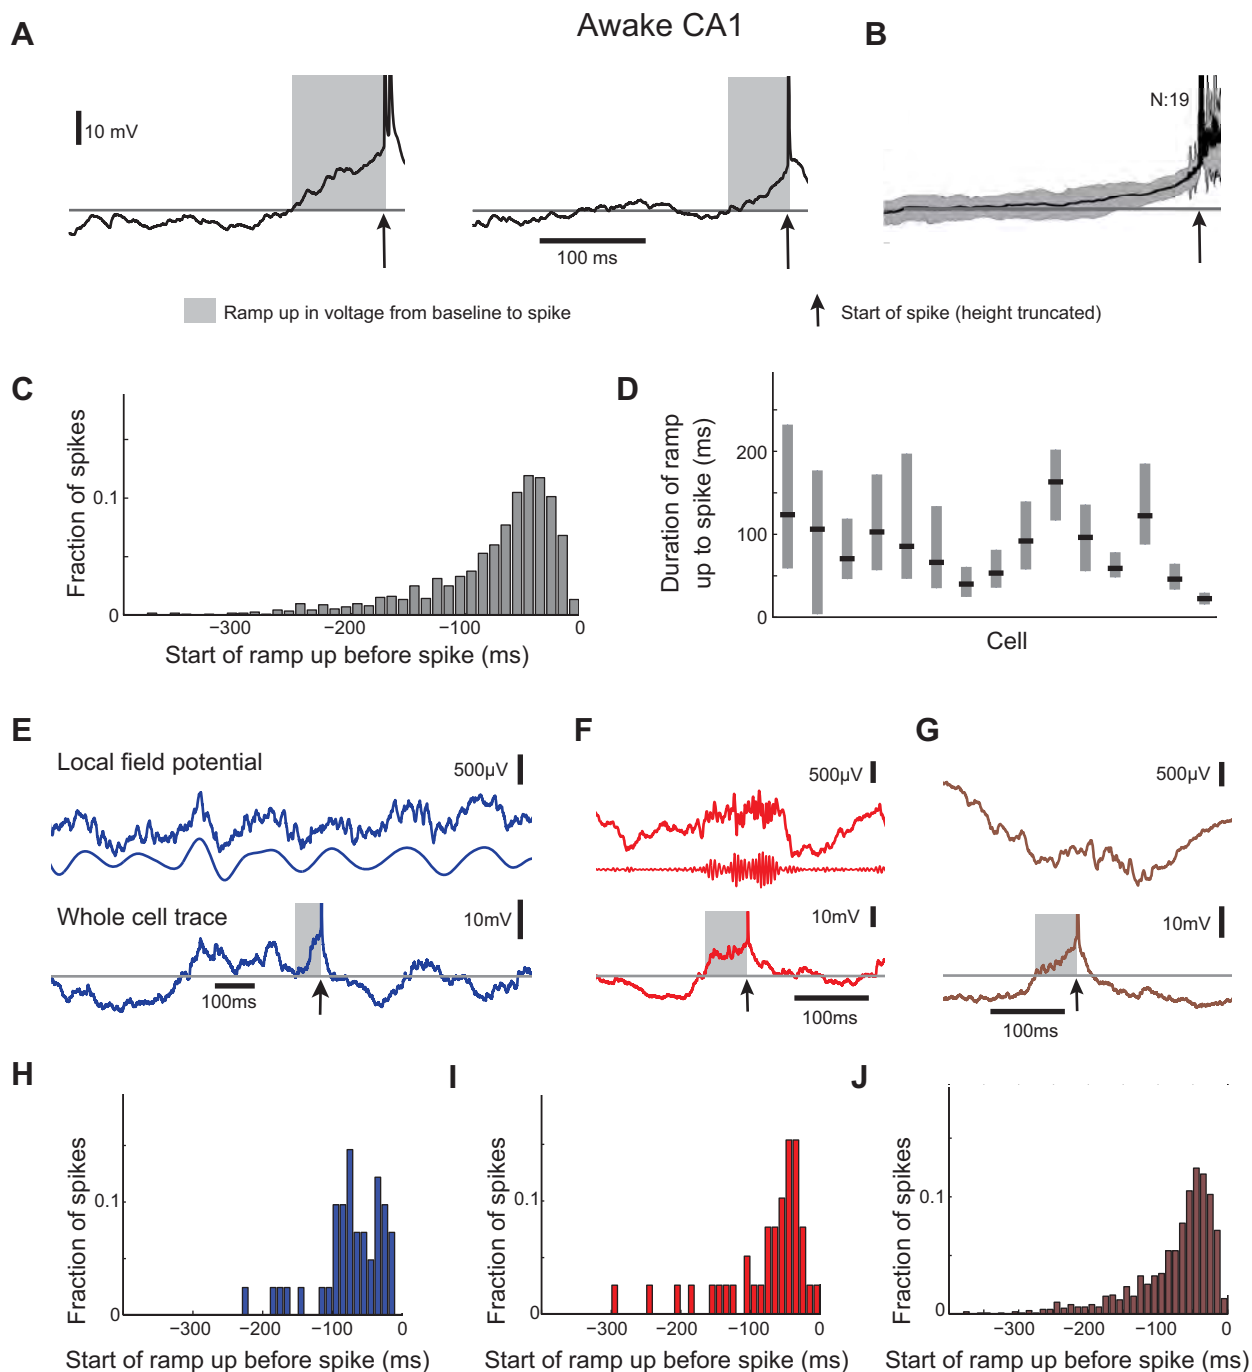 Awake CA1
A
B
10 mV
N:19
100 ms
Ramp up in voltage from baseline to spike
Start of spike (height truncated)
C
D
Fraction of spikes
0.1
0
−300
−200
−100
0
Start of ramp up before spike (ms)
Duration of ramp
up to spike (ms)
200
100
0
Cell
E
F
G
Local field potential
500µV
500µV
500µV
Whole cell trace
10mV
10mV
10mV
100ms
100ms
100ms
H
I
J
Fraction of spikes
0.1
0
−300
−200
−100
0
Start of ramp up before spike (ms)
Fraction of spikes
0.1
0
−300
−200
−100
0
Start of ramp up before spike (ms)
Fraction of spikes
0.1
0
−300
−200
−100
0
Start of ramp up before spike (ms)